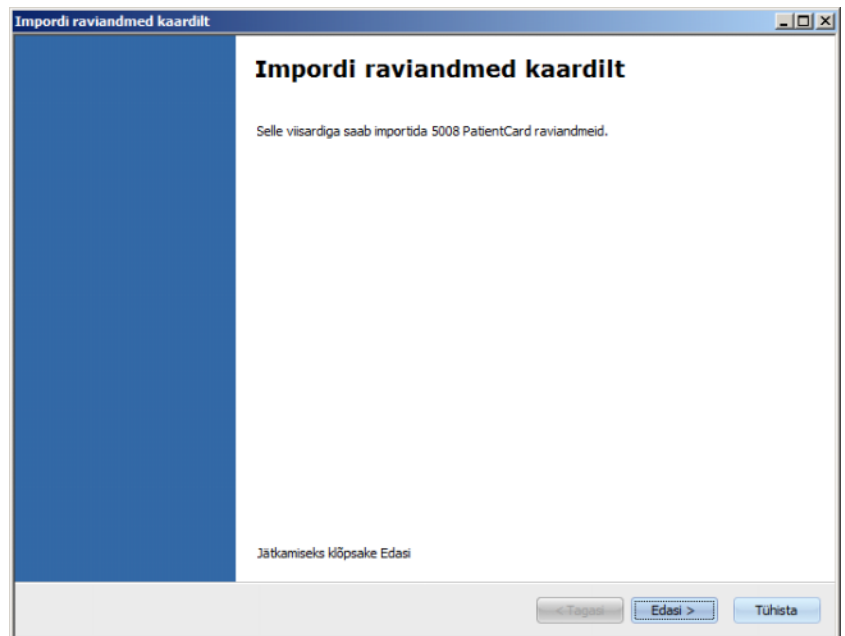 Impordi raviandmed kaardilt
Impordi raviandmed kaardilt
Selle viisardiga saab importida 5008 PatientCard raviandmeid.
Jätkamiseks klõpsake Edasi
< Tagasi Edasi > Tühista